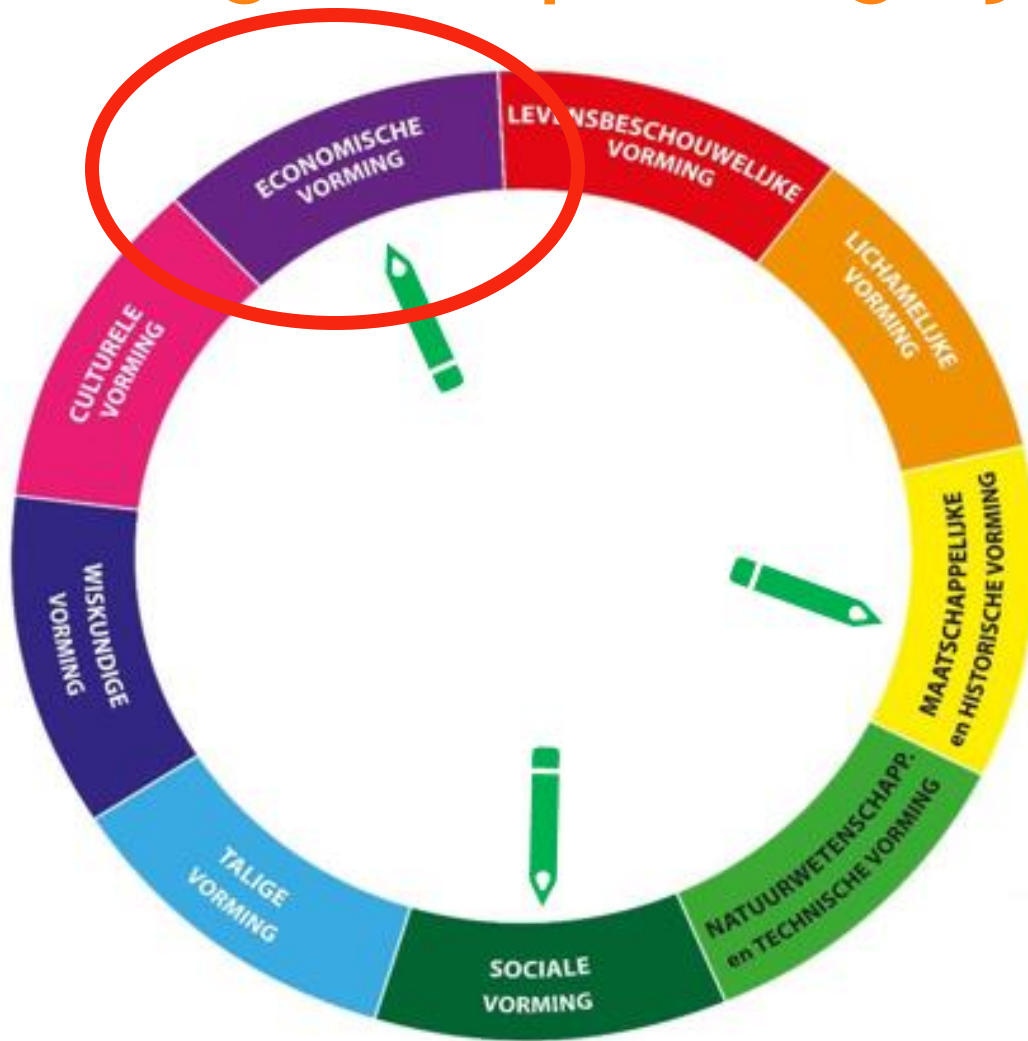 ECONOMISCHE
VORMING
LEVENSBESCHOUWELIJKE
VORMING
LICHAMELIJKE
VORMING
MAATSCHAPPELIJKE
en HISTORISCHE VORMING
NATUURWETENSCHAPP.
en TECHNISCHE VORMING
SOCIALE
VORMING
TALIGE
VORMING
WISKUNDIGE
VORMING
CULTURELE
VORMING